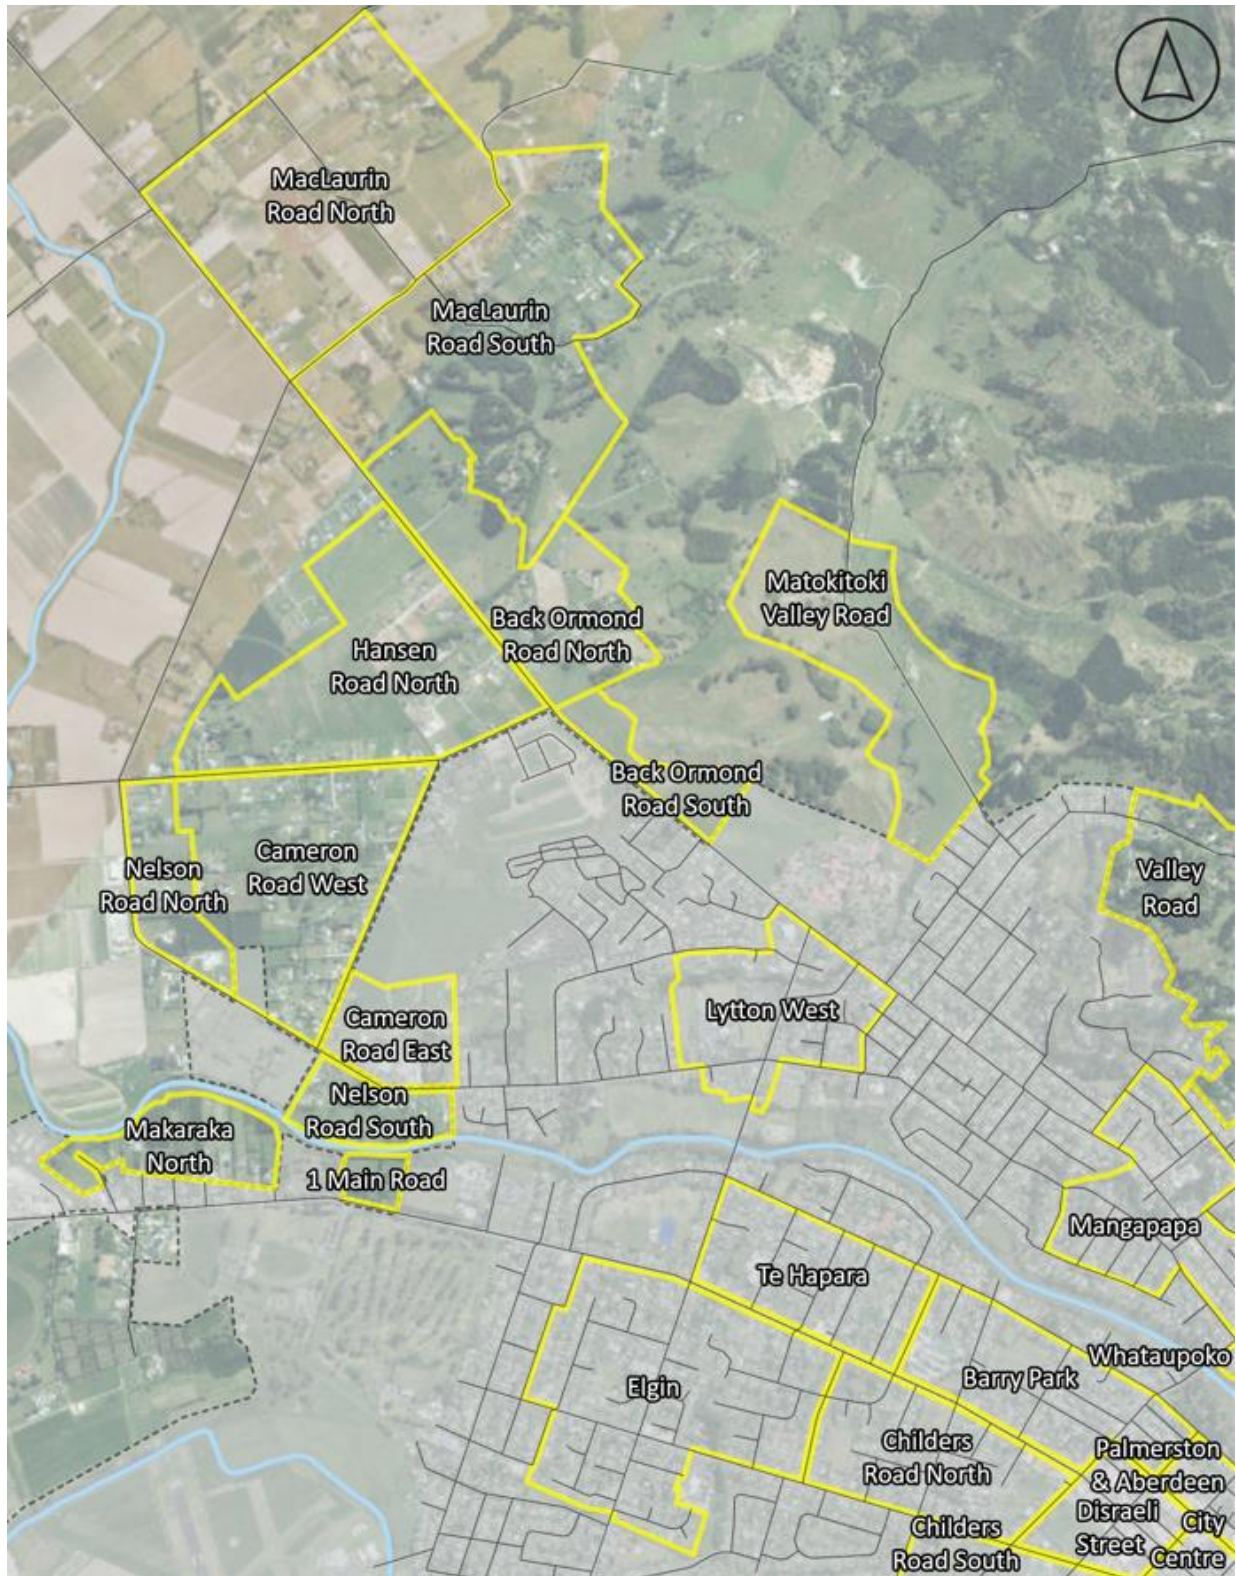 MacLaurin
Road North
MacLaurin
Road South
Matokitoki
Valley Road
Back Ormond
Road North
Hansen
Road North
Back Ormond
Road South
Cameron
Road West
Nelson
Road North
Valley
Road
Lytton West
Cameron
Road East
Nelson
Road South
Makaraka
North
1 Main Road
Mangapapa
Te Hapara
Whataupoko
Barry Park
Elgin
Childers
Road North
Palmerston
& Aberdeen
Disraeli
Street
City
Centre
Childers
Road South